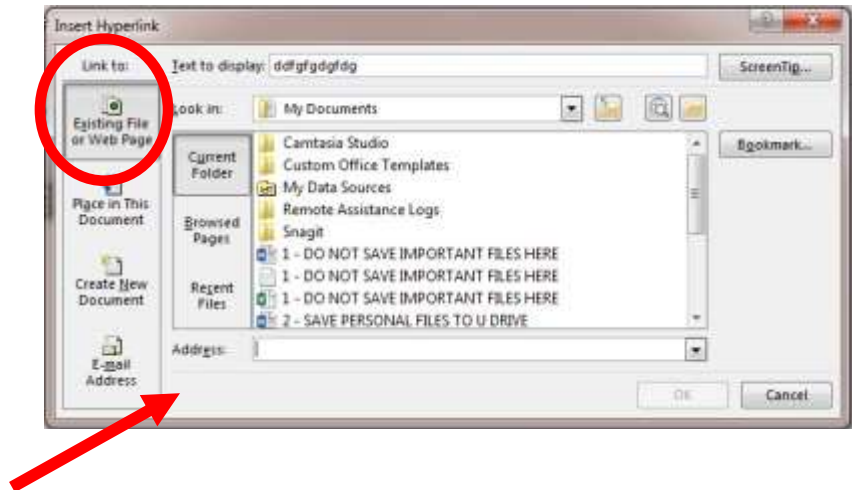 Insert Hyperlink
Link to:
Text to display: ddfgfgdgfdg
ScreenTip...
Existing File
or Web Page
Look in:
My Documents
Current
Folder
Camtasia Studio
Custom Office Templates
My Data Sources
Remote Assistance Logs
Snagit
1 - DO NOT SAVE IMPORTANT FILES HERE
1 - DO NOT SAVE IMPORTANT FILES HERE
1 - DO NOT SAVE IMPORTANT FILES HERE
2 - SAVE PERSONAL FILES TO U DRIVE
Bookmark...
Place in This
Document
Browsed
Pages
Create New
Document
Recent
Files
E-mail
Address
Address:
OK
Cancel